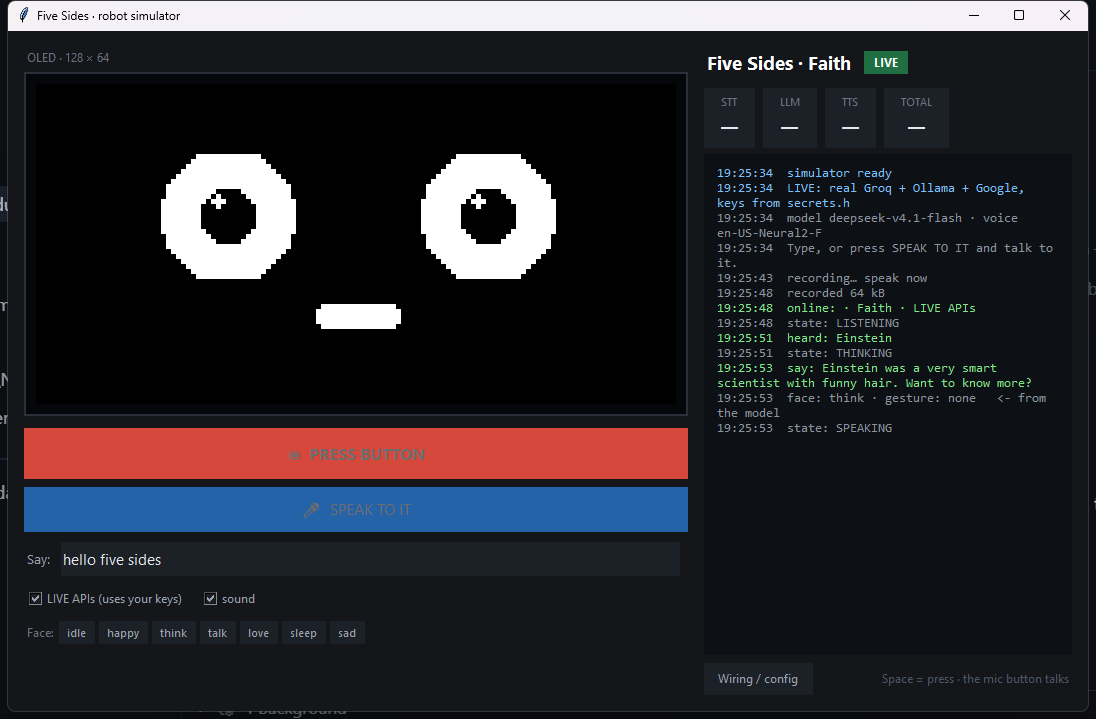 Five Sides · robot simulator
OLED · 128 × 64
Five Sides · Faith LIVE
STT LLM TTS TOTAL
— — — —
19:25:34 simulator ready
19:25:34 LIVE: real Groq + Ollama + Google,
keys from secrets.h
19:25:34 model deepseek-v4.1-flash · voice
en-US-Neural2-F
19:25:34 Type, or press SPEAK TO IT and talk to
it.
19:25:43 recording… speak now
19:25:48 recorded 64 kB
19:25:48 online: · Faith · LIVE APIs
19:25:48 state: LISTENING
19:25:51 heard: Einstein
19:25:51 state: THINKING
19:25:53 say: Einstein was a very smart
scientist with funny hair. Want to know more?
19:25:53 face: think · gesture: none <- from
the model
19:25:53 state: SPEAKING
PRESS BUTTON
SPEAK TO IT
Say: hello five sides
LIVE APIs (uses your keys) sound
Face: idle happy think talk love sleep sad
Wiring / config
Space = press · the mic button talks